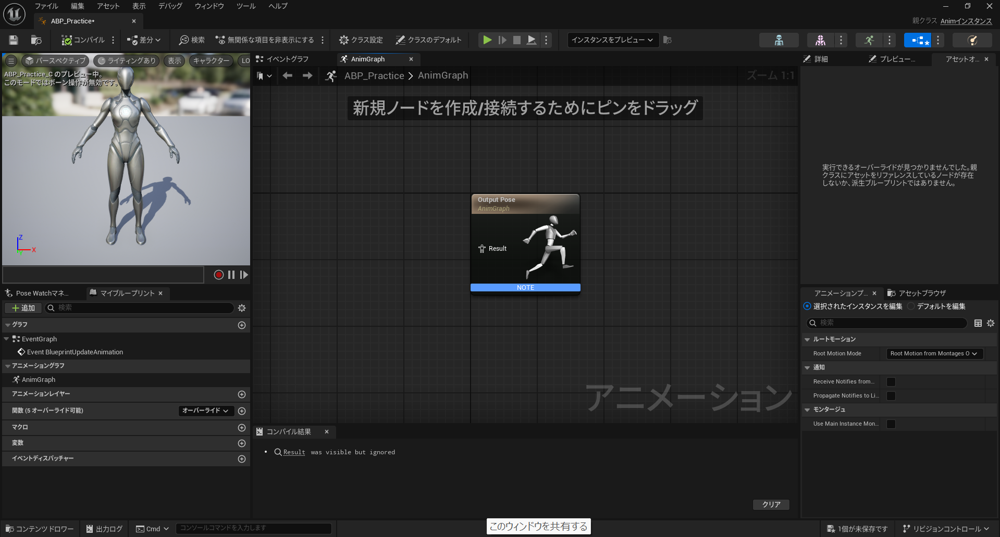 ファイル 編集 アセット 表示 デバッグ ウィンドウ ツール ヘルプ
ABP_Practice*
親クラス Animインスタンス
コンパイル 差分 検索 無関係な項目を非表示にする クラス設定 クラスのデフォルト インスタンスをプレビュー
パースペクティブ ライティングあり 表示 キャラクター LO
ABP_Practice_C のプレビュー中。
このモードではボーン操作が無効です。
Z
X
Y
イベントグラフ AnimGraph
ABP_Practice AnimGraph
ズーム 1:1
新規ノードを作成/接続するためにピンをドラッグ
Output Pose
AnimGraph
Result
NOTE
アニメーション
詳細 プレビュー... アセットオ...
実行できるオーバーライドが見つかりませんでした。親
クラスにアセットをリファレンスしているノードが存在
しないか、派生ブループリントではありません。
Pose Watchマネ... マイブループリント
追加 検索
グラフ
EventGraph
Event BlueprintUpdateAnimation
アニメーショングラフ
AnimGraph
アニメーションレイヤー
関数 (5 オーバーライド可能) オーバーライド
マクロ
変数
イベントディスパッチャー
コンパイル結果
Result was visible but ignored
クリア
アニメーションプ... アセットブラウザ
選択されたインスタンスを編集 デフォルトを編集
検索
ルートモーション
Root Motion Mode Root Motion from Montages O
通知
Receive Notifies from...
Propagate Notifies to Li...
モンタージュ
Use Main Instance Mon...
コンテンツ ドロワー 出力ログ Cmd コンソールコマンドを入力します
このウィンドウを共有する
1個が未保存です リビジョンコントロール